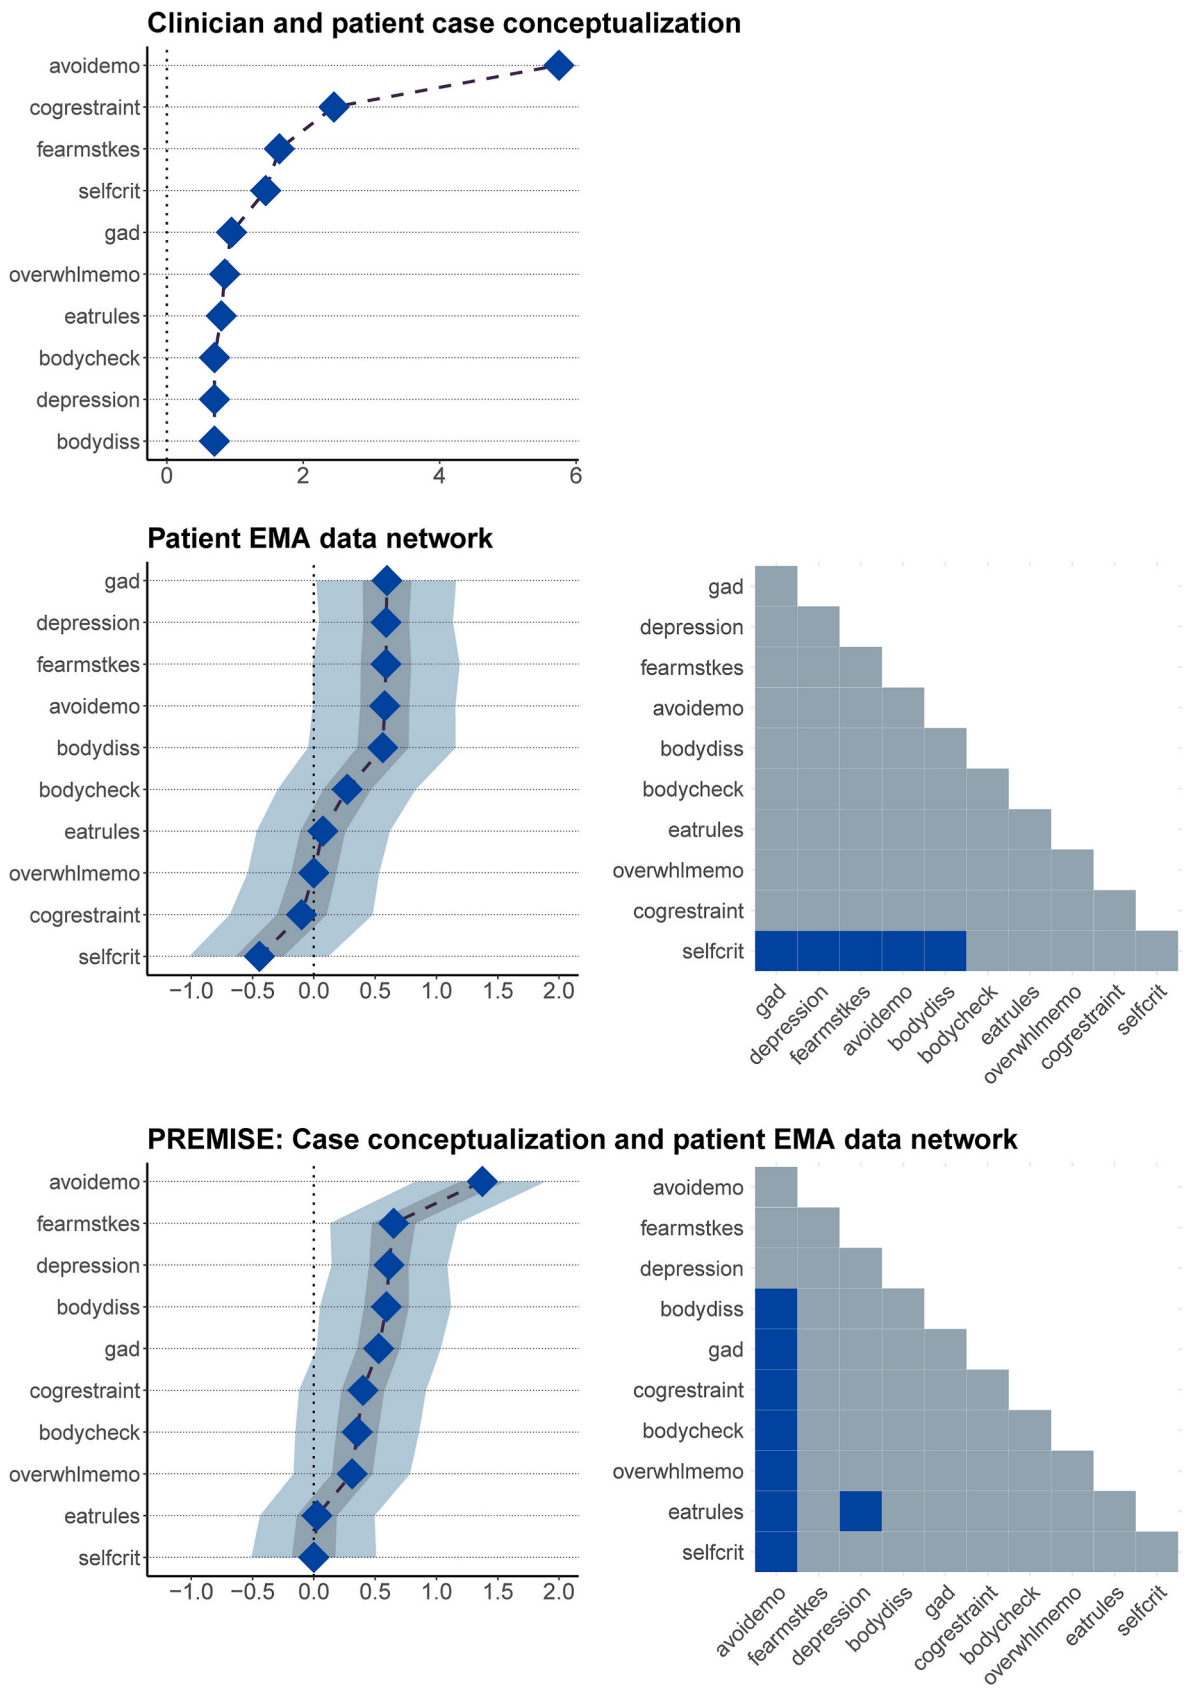 Clinician and patient case conceptualization
avoidemo
cogrestraint
fearmstkes
selfcrit
gad
overwhlmemo
eatrules
bodycheck
depression
bodydiss
0 2 4 6
Patient EMA data network
gad
depression
fearmstkes
avoidemo
bodydiss
bodycheck
eatrules
overwhlmemo
cogrestraint
selfcrit
−1.0 −0.5 0.0 0.5 1.0 1.5 2.0
gad
depression
fearmstkes
avoidemo
bodydiss
bodycheck
eatrules
overwhlmemo
cogrestraint
selfcrit
gad
depression
fearmstkes
avoidemo
bodydiss
bodycheck
eatrules
overwhlmemo
cogrestraint
selfcrit
PREMISE: Case conceptualization and patient EMA data network
avoidemo
fearmstkes
depression
bodydiss
gad
cogrestraint
bodycheck
overwhlmemo
eatrules
selfcrit
−1.0 −0.5 0.0 0.5 1.0 1.5 2.0
avoidemo
fearmstkes
depression
bodydiss
gad
cogrestraint
bodycheck
overwhlmemo
eatrules
selfcrit
avoidemo
fearmstkes
depression
bodydiss
gad
cogrestraint
bodycheck
overwhlmemo
eatrules
selfcrit